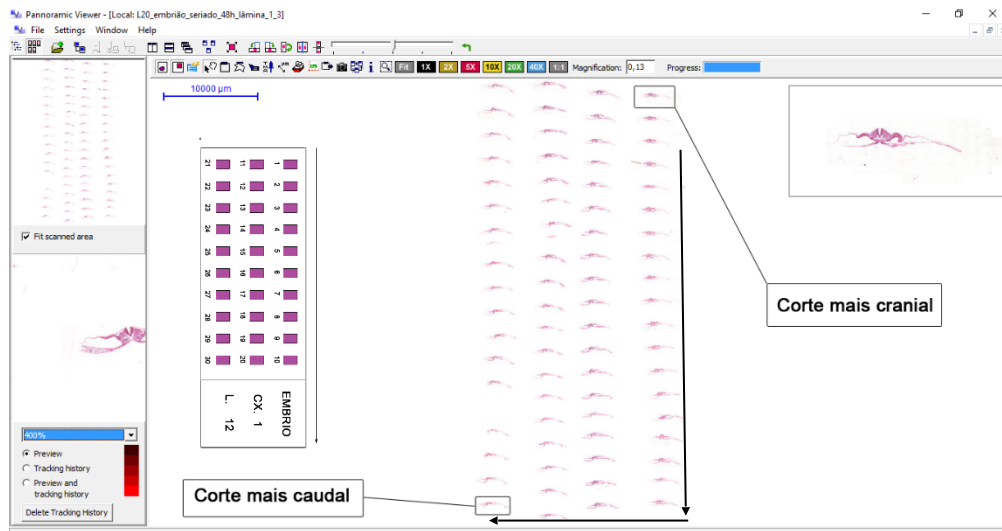 Pannoramic Viewer - [Local: L20_embrião_seriado_48h_lâmina_1_3]
File Settings Window Help
Fit 1X 2X 5X 10X 20X 40X 1:1 Magnification: 0,13 Progress:
10000 µm
21 11 1
22 12 2
23 13 3
24 14 4
25 15 5
26 16 6
27 17 7
28 18 8
29 19 9
30 20 10
L. 12
CX. 1
EMBRIO
Fit scanned area
400%
Preview
Tracking history
Preview and
tracking history
Delete Tracking History
Corte mais cranial
Corte mais caudal